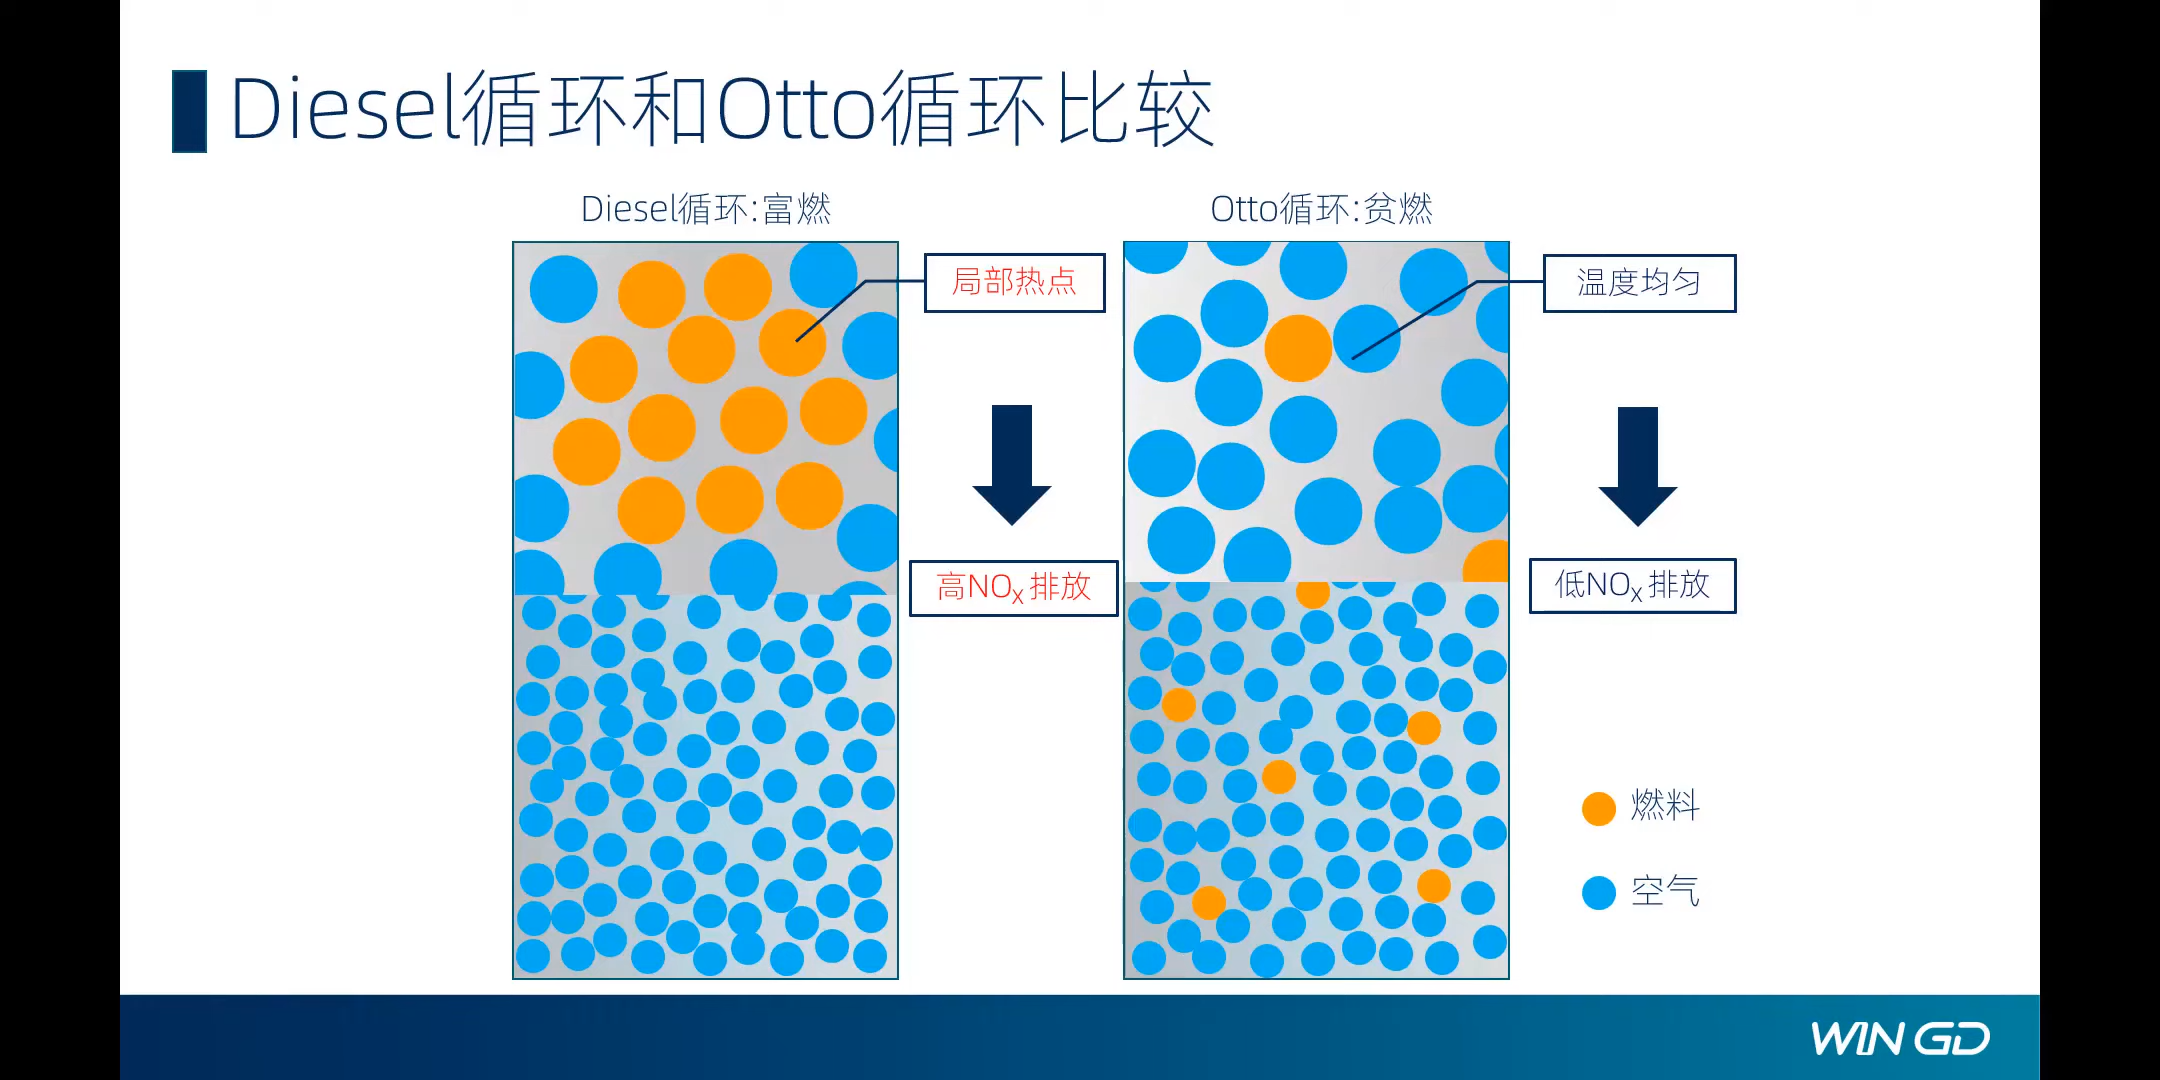 Diesel循环和Otto循环比较
Diesel循环:富燃
Otto循环:贫燃
局部热点
温度均匀
高NOx排放
低NOx排放
燃料
空气
WIN GD